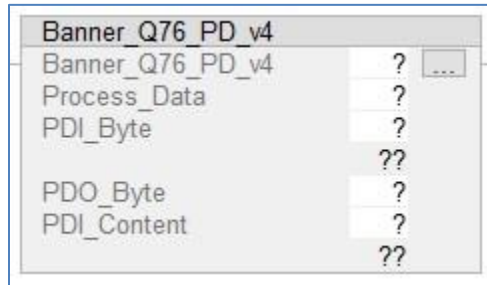 Banner_Q76_PD_v4
Banner_Q76_PD_v4 ? ...
Process_Data ?
PDI_Byte ?
??
PDO_Byte ?
PDI_Content ?
??